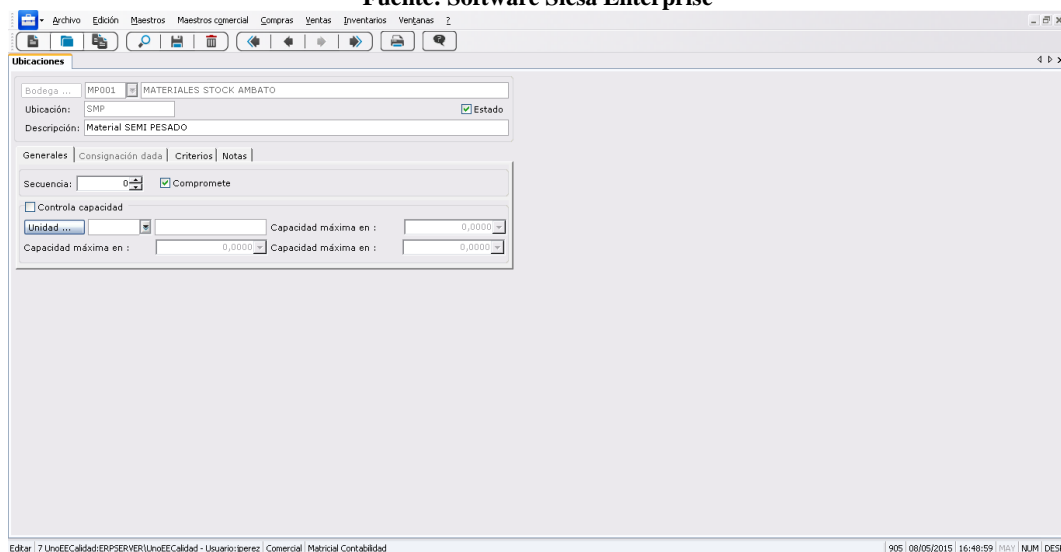 Fuente: Software Siesa Enterprise
Archivo Edición Maestros Maestros comercial Compras Ventas Inventarios Ventanas ?
Ubicaciones
Bodega ... MP001 MATERIALES STOCK AMBATO
Ubicación: SMP Estado
Descripción: Material SEMI PESADO
Generales Consignación dada Criterios Notas
Secuencia: 0 Compromete
Controla capacidad
Unidad ... Capacidad máxima en : 0,0000
Capacidad máxima en : 0,0000 Capacidad máxima en : 0,0000
Editar 7 UnoEECalidad:ERPSERVER\UnoEECalidad - Usuario:jperez Comercial Matricial Contabilidad 905 08/05/2015 16:48:59 MAY NUM DESP